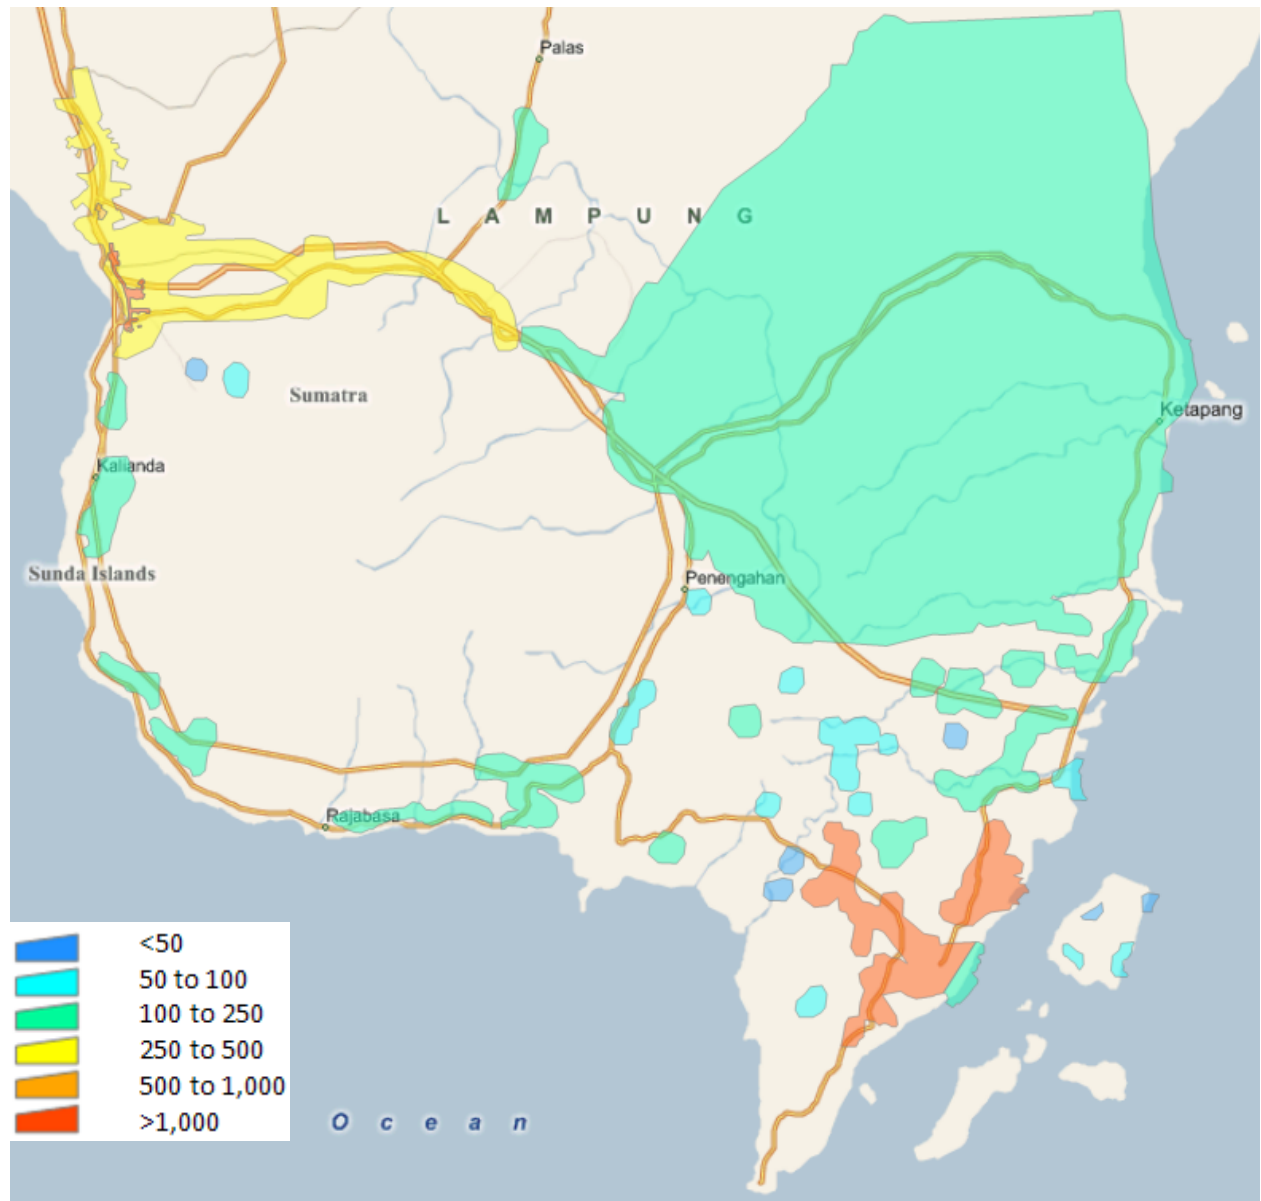 Palas
L A M P U N G
Sumatra
Ketapang
Kalianda
Sunda Islands
Penengahan
Rajabasa
<50
50 to 100
100 to 250
250 to 500
500 to 1,000
>1,000
O c e a n